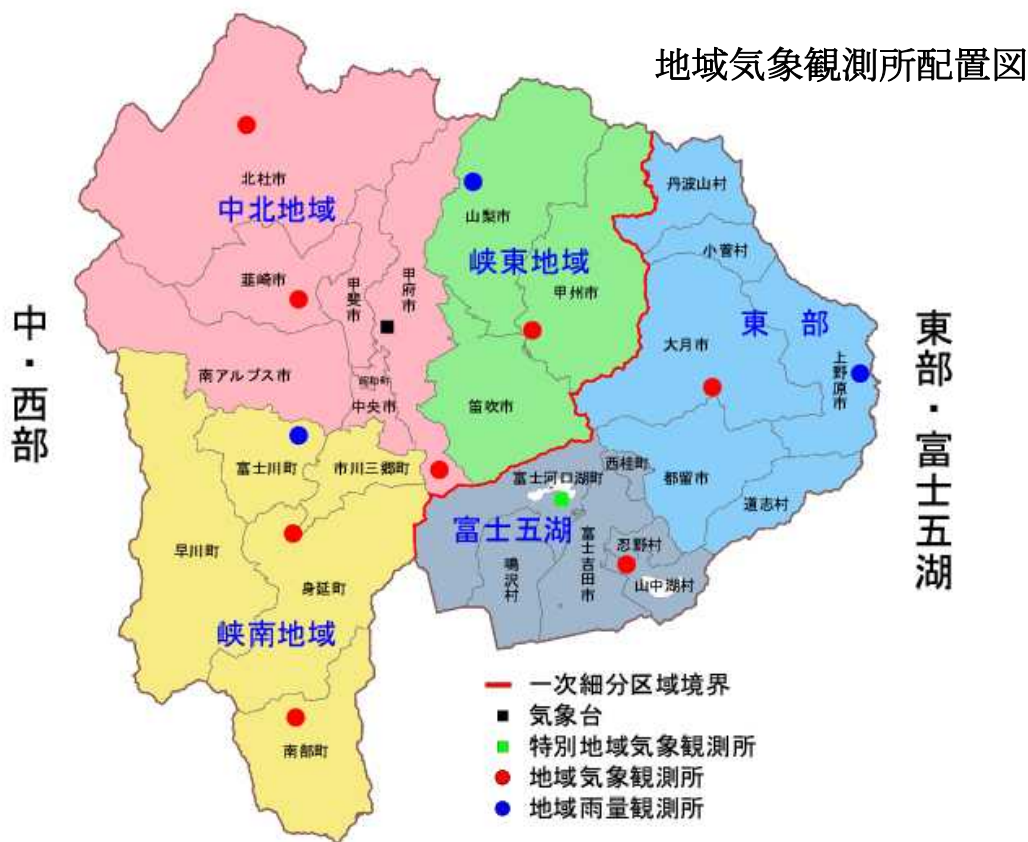 地域気象観測所配置図
丹波山村
北杜市
中北地域
山梨市
小菅村
峡東地域
韮崎市
甲斐市
甲府市
甲州市
中・西部
東部・富士五湖
東 部
大月市
上野原市
南アルプス市
昭和町
中央市
笛吹市
富士川町
市川三郷町
西桂町
富士河口湖町
都留市
道志村
富士五湖
早川町
忍野村
鳴沢村
富士吉田市
山中湖村
身延町
峡南地域
南部町
一次細分区域境界
気象台
特別地域気象観測所
地域気象観測所
地域雨量観測所